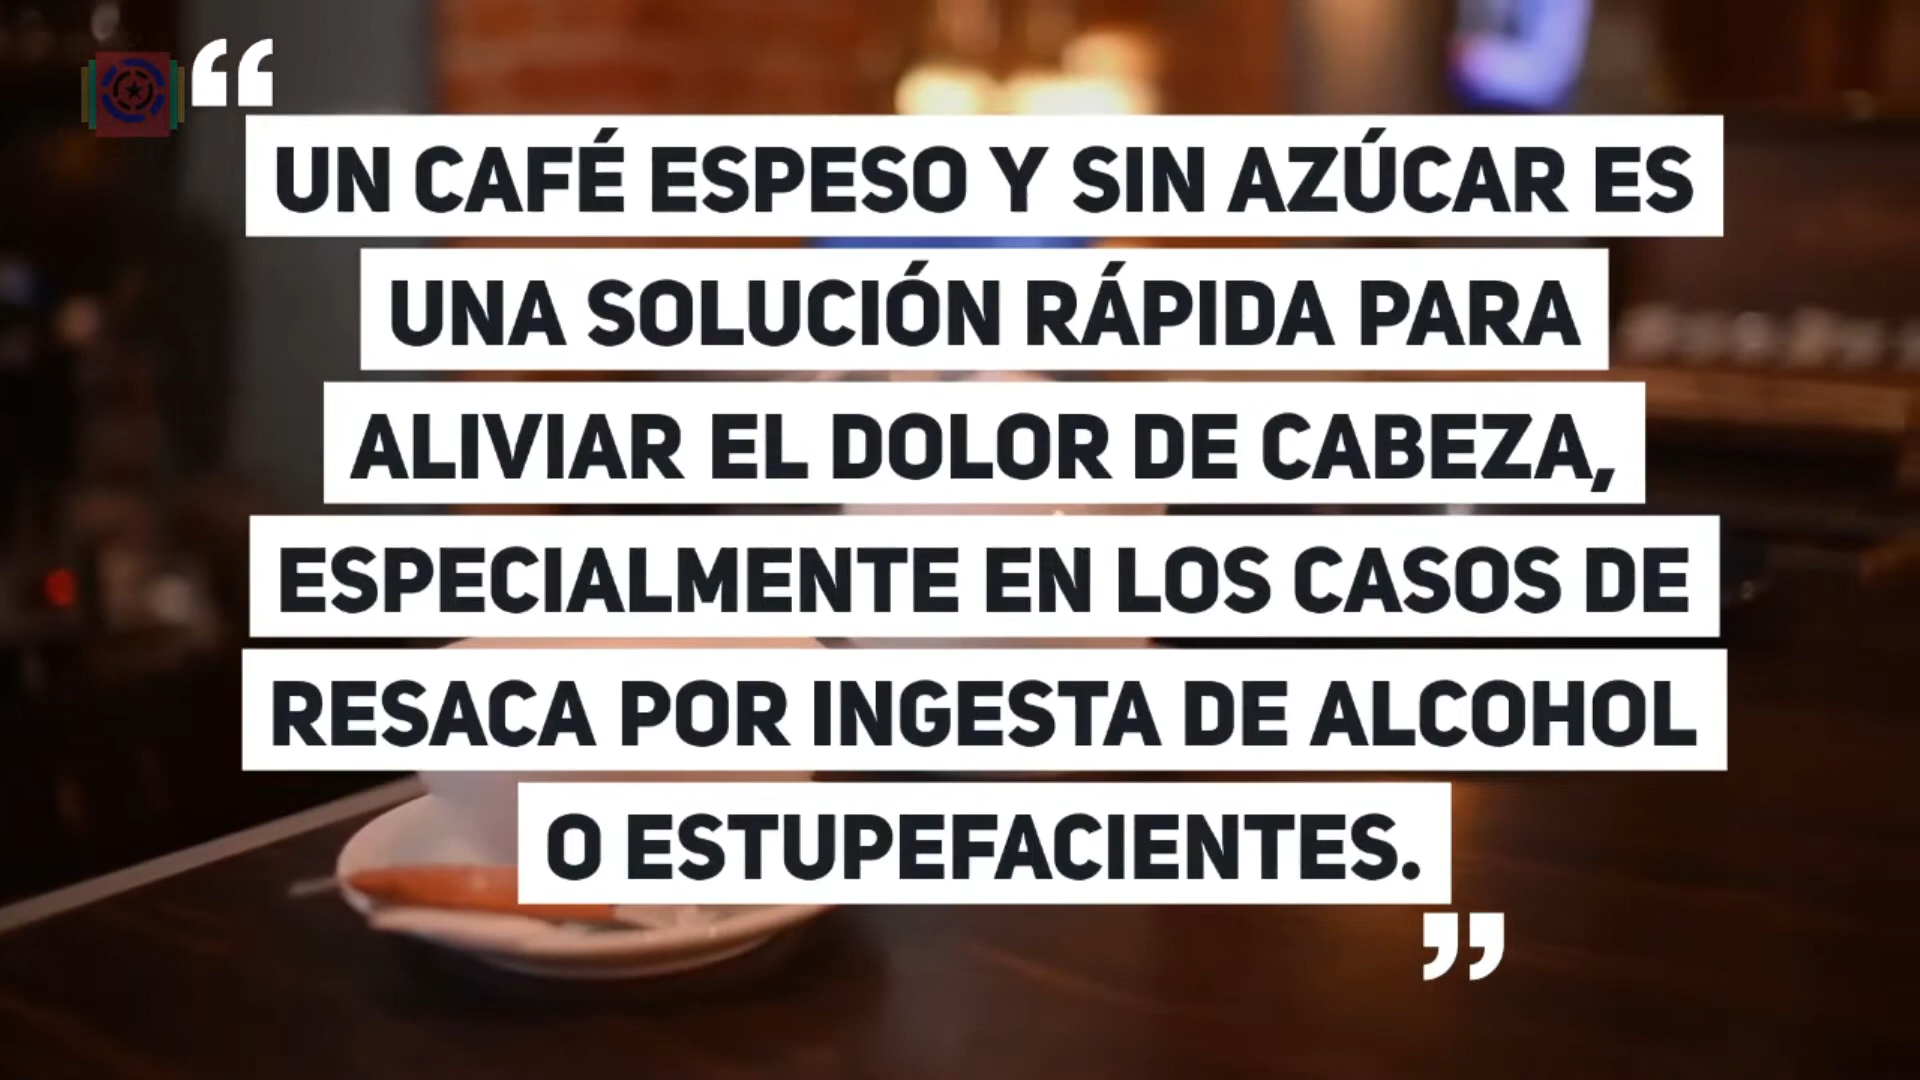 “
UN CAFÉ ESPESO Y SIN AZÚCAR ES
UNA SOLUCIÓN RÁPIDA PARA
ALIVIAR EL DOLOR DE CABEZA,
ESPECIALMENTE EN LOS CASOS DE
RESACA POR INGESTA DE ALCOHOL
O ESTUPEFACIENTES.
”